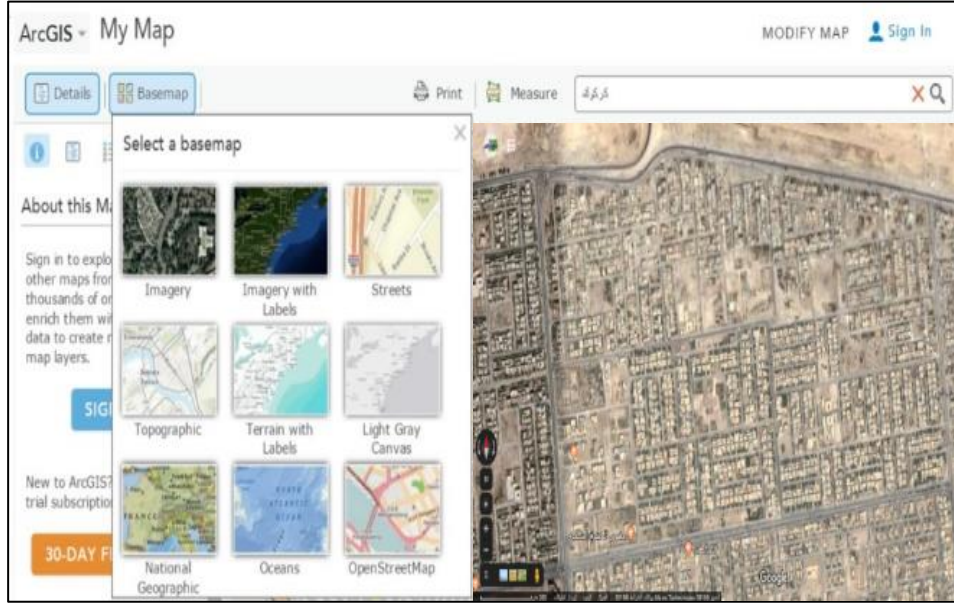 ArcGIS My Map
MODIFY MAP Sign In
Details Basemap Print Measure كركوك
Select a basemap
About this Ma
Sign in to explo
other maps from
thousands of or
enrich them wit
data to create n
map layers.
SIG
New to ArcGIS?
trial subscriptio
30-DAY F
Imagery
Imagery with
Labels
Streets
Topographic
Terrain with
Labels
Light Gray
Canvas
National
Geographic
Oceans
OpenStreetMap
Google